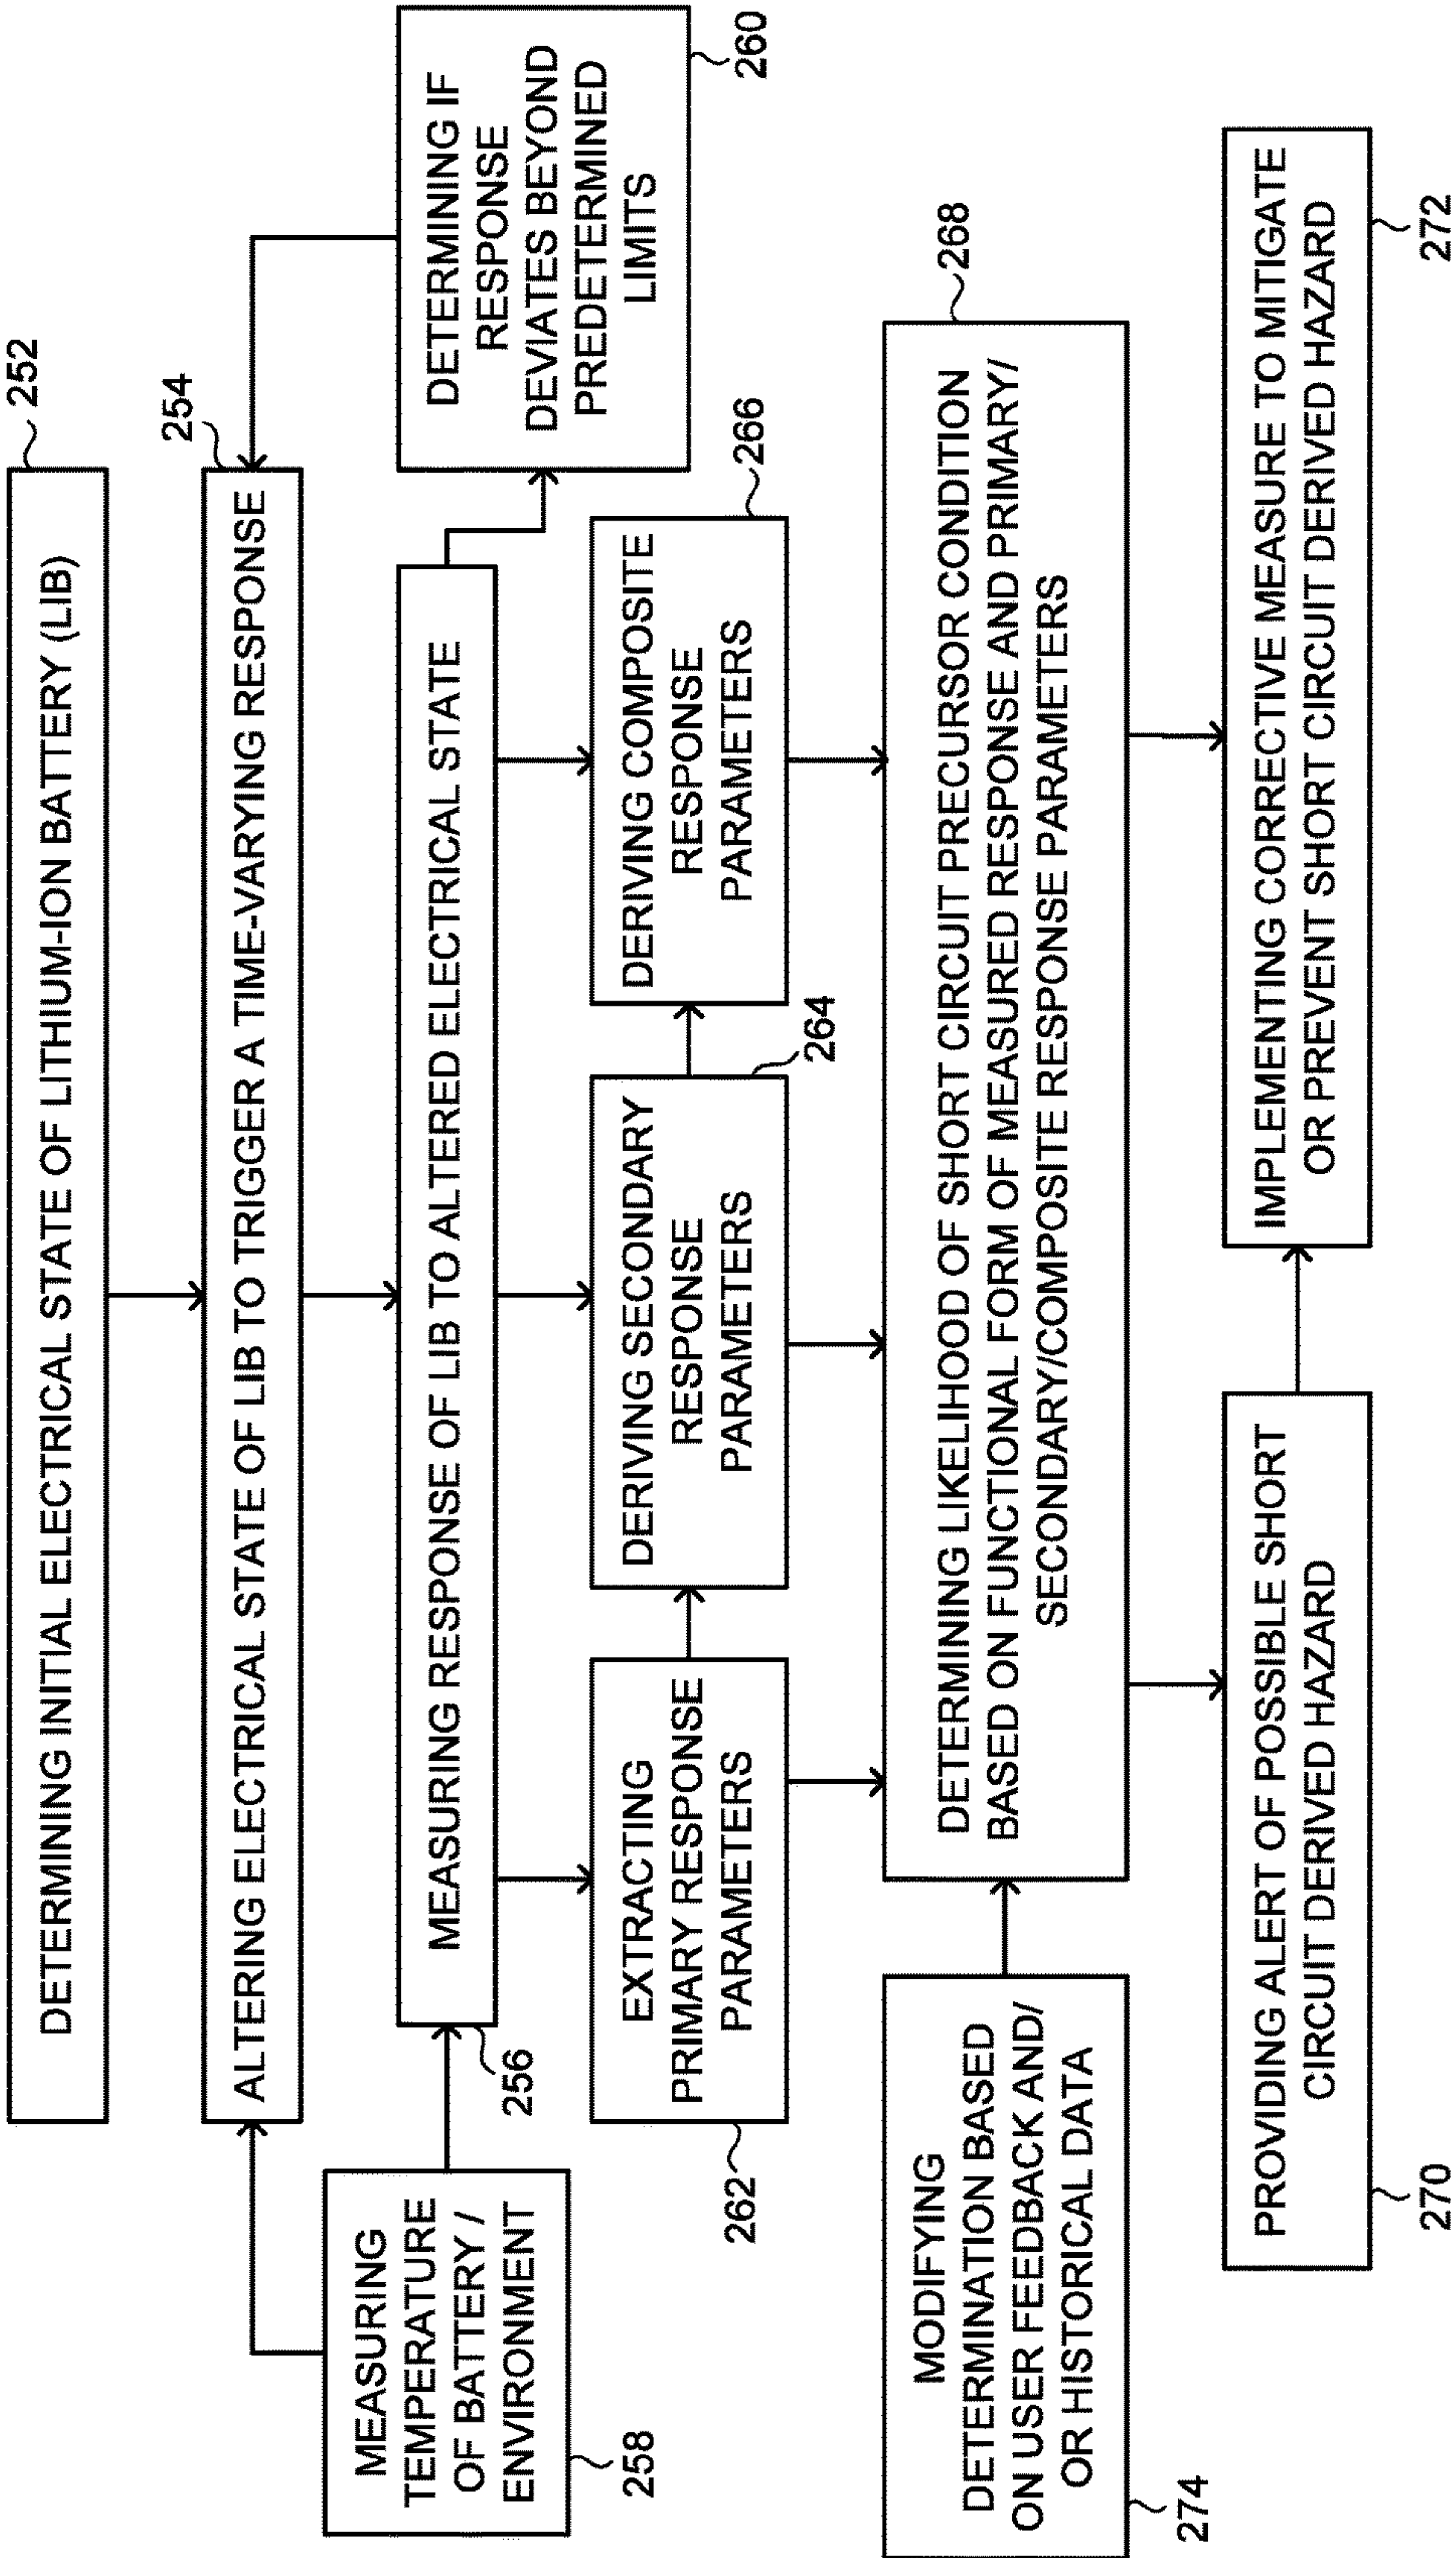 DETERMINING INITIAL ELECTRICAL STATE OF LITHIUM-ION BATTERY (LIB)
252
ALTERING ELECTRICAL STATE OF LIB TO TRIGGER A TIME-VARYING RESPONSE
254
MEASURING
TEMPERATURE
OF BATTERY /
ENVIRONMENT
258
MEASURING RESPONSE OF LIB TO ALTERED ELECTRICAL STATE
256
DETERMINING IF
RESPONSE
DEVIATES BEYOND
PREDETERMINED
LIMITS
260
EXTRACTING
PRIMARY RESPONSE
PARAMETERS
262
DERIVING SECONDARY
RESPONSE
PARAMETERS
264
DERIVING COMPOSITE
RESPONSE
PARAMETERS
266
MODIFYING
DETERMINATION BASED
ON USER FEEDBACK AND/
OR HISTORICAL DATA
274
DETERMINING LIKELIHOOD OF SHORT CIRCUIT PRECURSOR CONDITION
BASED ON FUNCTIONAL FORM OF MEASURED RESPONSE AND PRIMARY/
SECONDARY/COMPOSITE RESPONSE PARAMETERS
268
PROVIDING ALERT OF POSSIBLE SHORT
CIRCUIT DERIVED HAZARD
270
IMPLEMENTING CORRECTIVE MEASURE TO MITIGATE
OR PREVENT SHORT CIRCUIT DERIVED HAZARD
272